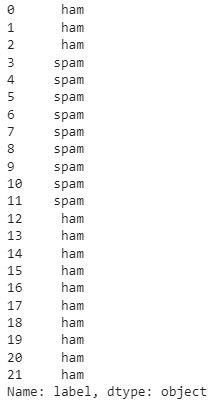 0 ham
1 ham
2 ham
3 spam
4 spam
5 spam
6 spam
7 spam
8 spam
9 spam
10 spam
11 spam
12 ham
13 ham
14 ham
15 ham
16 ham
17 ham
18 ham
19 ham
20 ham
21 ham
Name: label, dtype: object